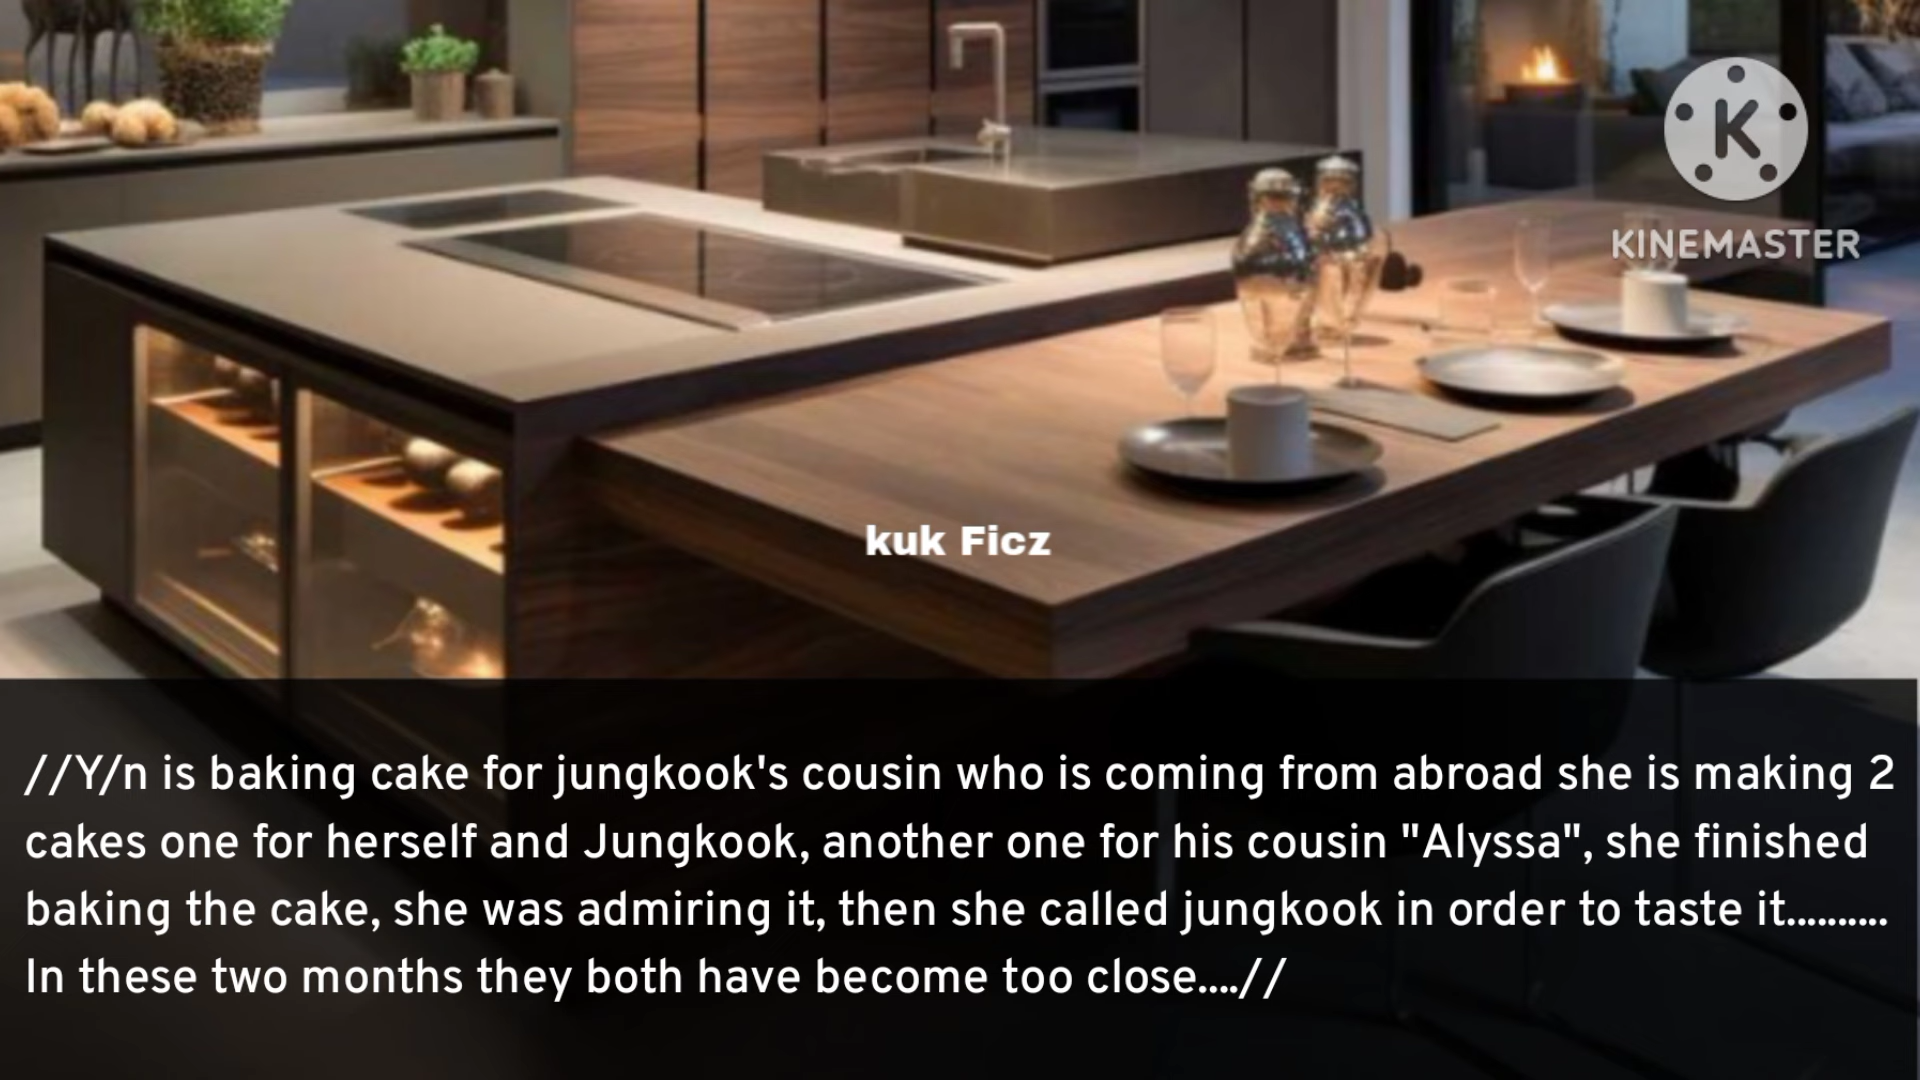 KINEMASTER
kuk Ficz
//Y/n is baking cake for jungkook's cousin who is coming from abroad she is making 2
cakes one for herself and Jungkook, another one for his cousin "Alyssa", she finished
baking the cake, she was admiring it, then she called jungkook in order to taste it..........
In these two months they both have become too close....//